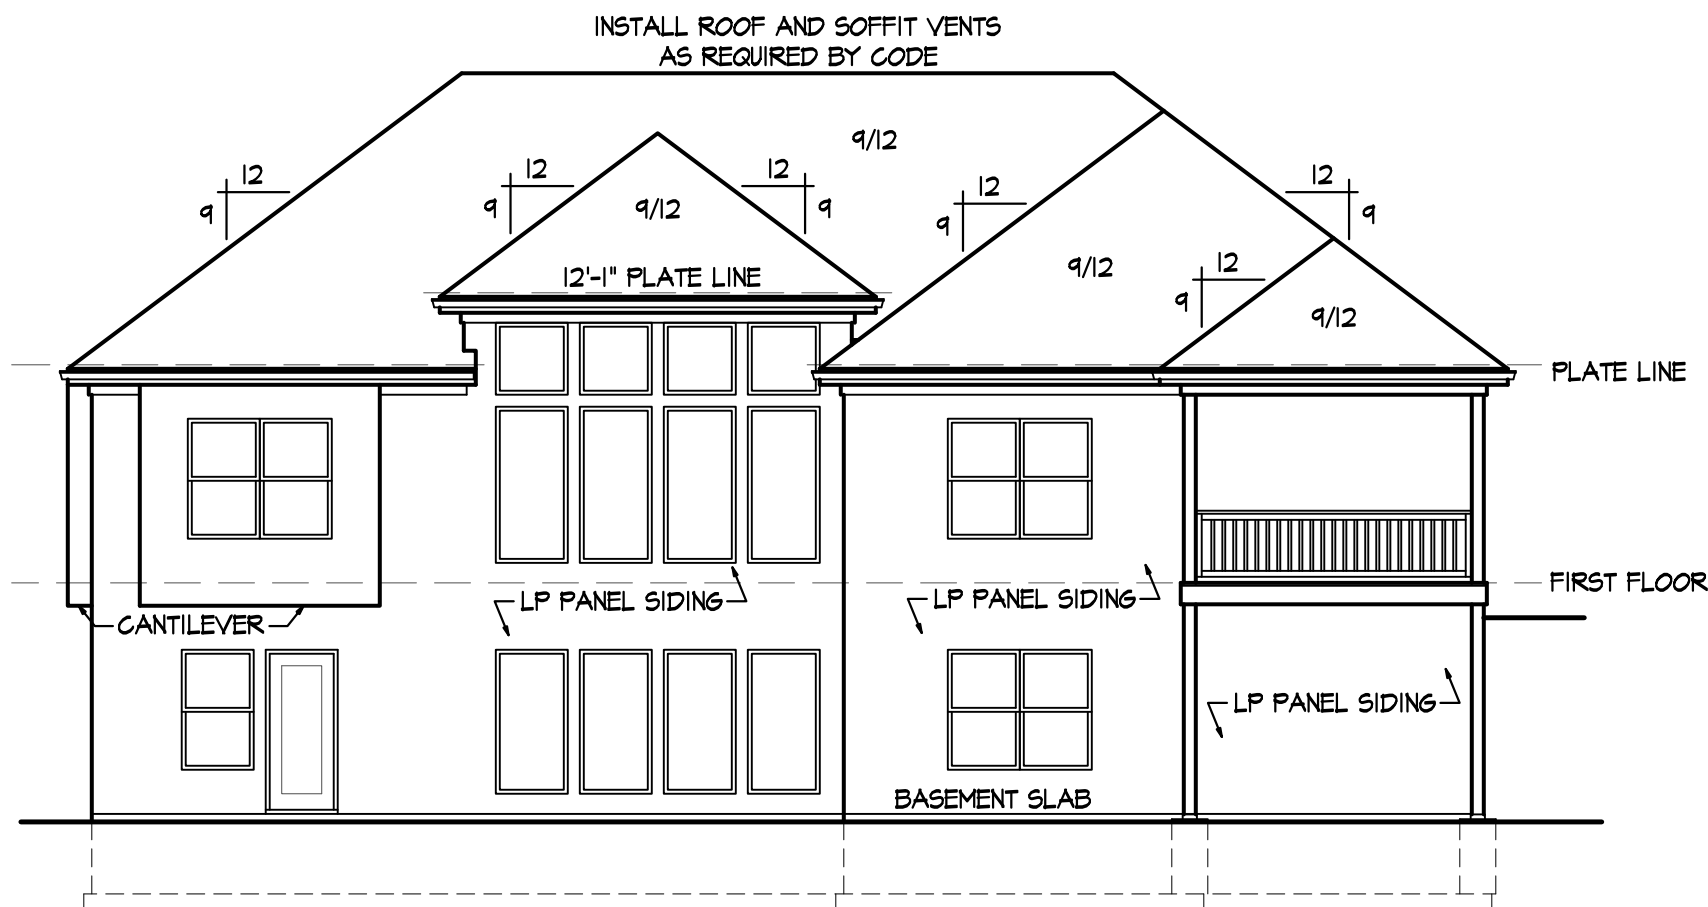 INSTALL ROOF AND SOFFIT VENTS
AS REQUIRED BY CODE
9/12
12
9
12
9
12
9
12
9
12
9
9/12
12'-1" PLATE LINE
9/12
12
9
9/12
PLATE LINE
FIRST FLOOR
LP PANEL SIDING
LP PANEL SIDING
CANTILEVER
LP PANEL SIDING
BASEMENT SLAB